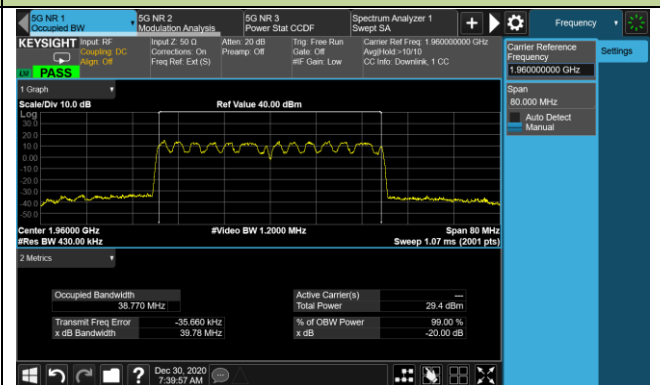 5G NR 1
Occupied BW
5G NR 2
Modulation Analysis
5G NR 3
Power Stat CCDF
Spectrum Analyzer 1
Swept SA
Frequency
KEYSIGHT
Input: RF
Coupling: DC
Align: Off
Input Z: 50 Ω
Corrections: On
Freq Ref: Ext (S)
Atten: 20 dB
Preamp: Off
Trig: Free Run
Gate: Off
#IF Gain: Low
Carrier Ref Freq: 1.960000000 GHz
Avg|Hold:>10/10
CC Info: Downlink, 1 CC
PASS
Carrier Reference
Frequency
1.960000000 GHz
Settings
Span
80.000 MHz
Auto Detect
Manual
1 Graph
Scale/Div 10.0 dB
Ref Value 40.00 dBm
Log
30.0
20.0
10.0
0.00
-10.0
-20.0
-30.0
-40.0
-50.0
Center 1.96000 GHz
#Video BW 1.2000 MHz
Span 80 MHz
#Res BW 430.00 kHz
Sweep 1.07 ms (2001 pts)
2 Metrics
Occupied Bandwidth
38.770 MHz
Active Carrier(s)
---
Total Power
29.4 dBm
Transmit Freq Error
-35.660 kHz
% of OBW Power
99.00 %
x dB Bandwidth
39.78 MHz
x dB
-20.00 dB
Dec 30, 2020
7:39:57 AM